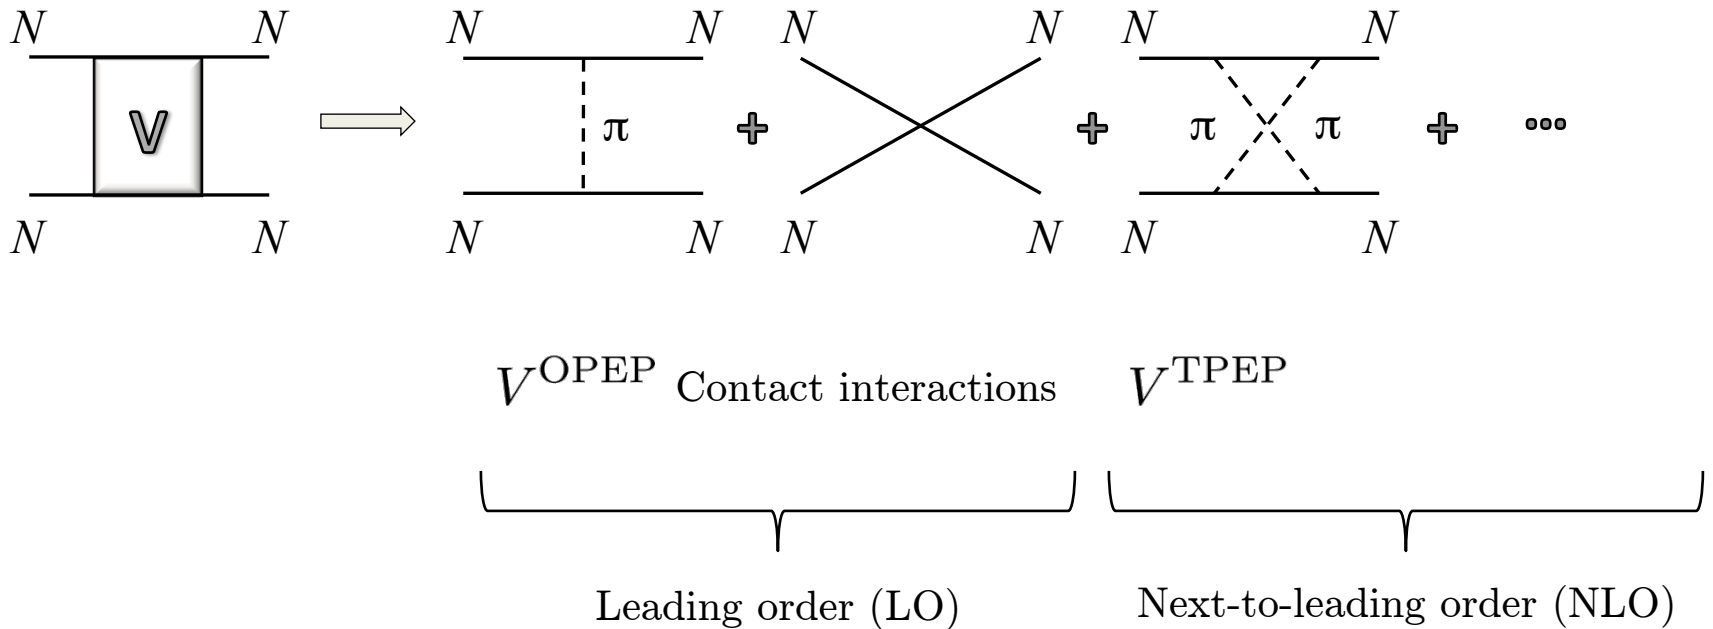 N N N N N N N N
V π + + π π + ...
N N N N N N N N
V^OPEP Contact interactions V^TPEP
Leading order (LO) Next-to-leading order (NLO)